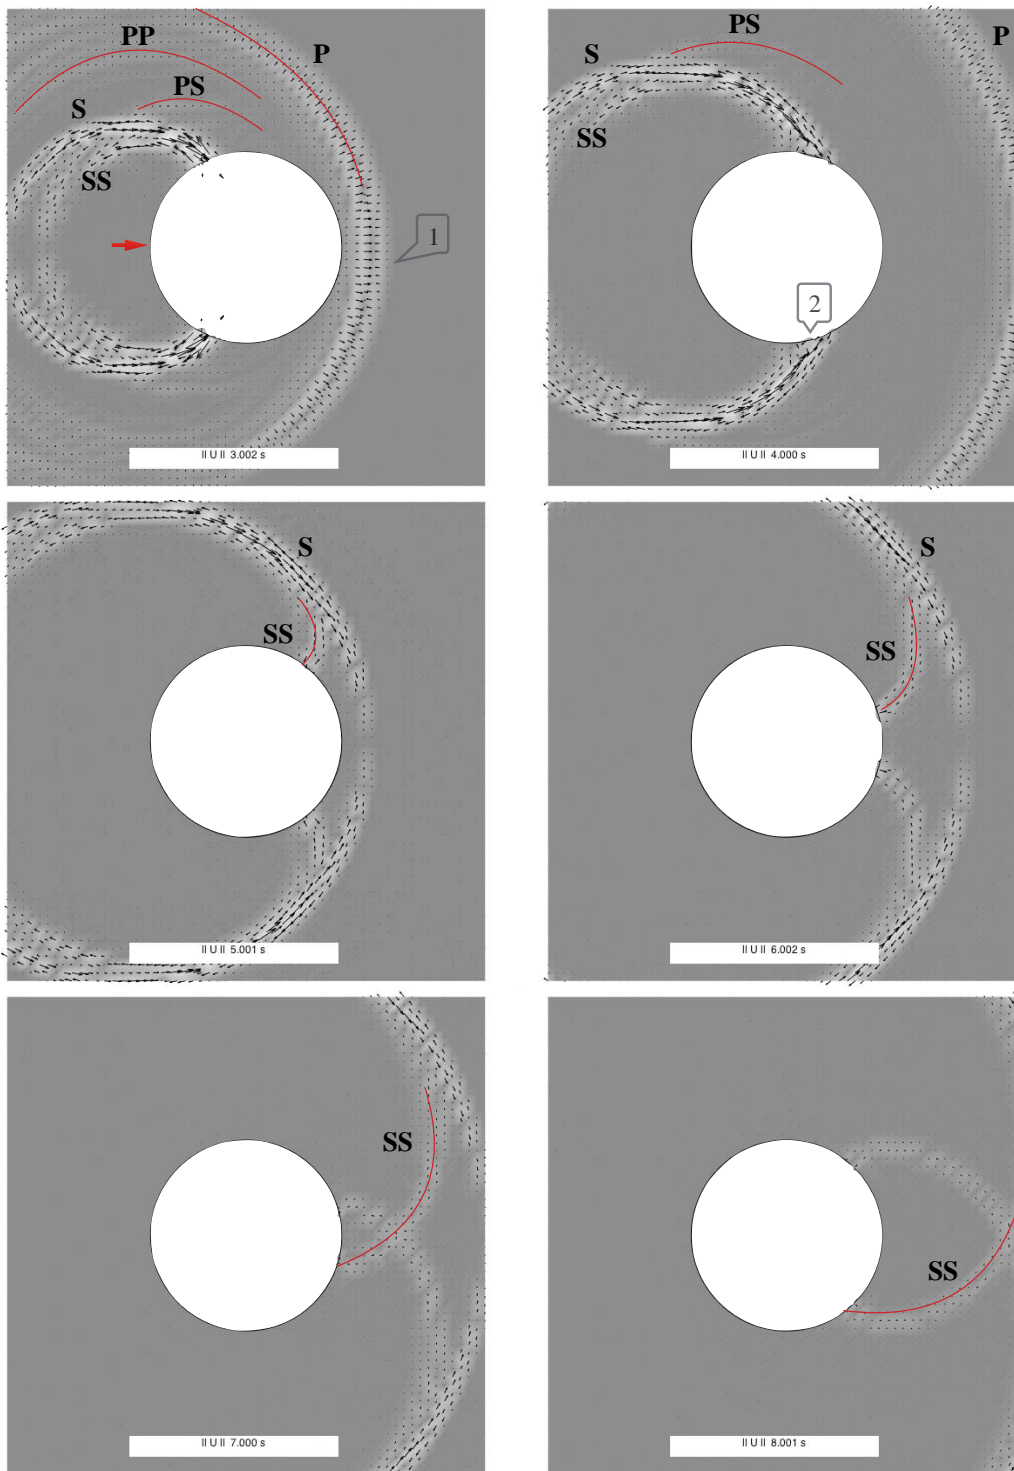 PP
P
PS
S
SS
1
|| U || 3.002 s
PS
P
S
SS
2
|| U || 4.000 s
S
SS
|| U || 5.001 s
S
SS
|| U || 6.002 s
SS
|| U || 7.000 s
SS
|| U || 8.001 s